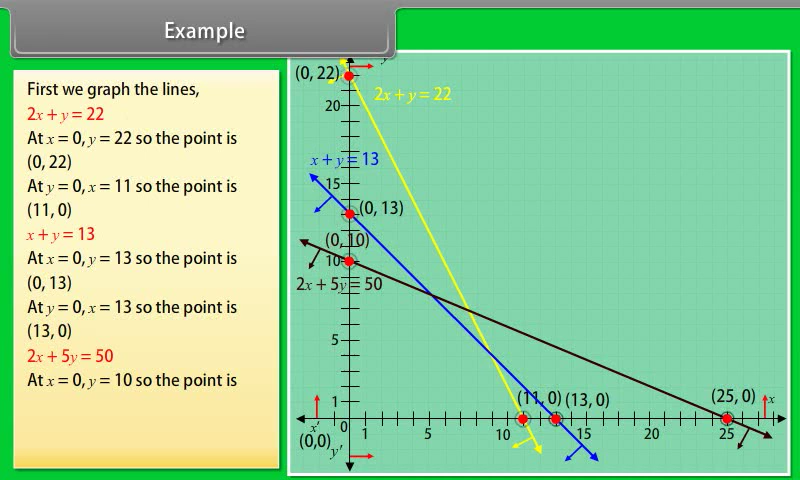 Example
First we graph the lines,
2x + y = 22
At x = 0, y = 22 so the point is
(0, 22)
At y = 0, x = 11 so the point is
(11, 0)
x + y = 13
At x = 0, y = 13 so the point is
(0, 13)
At y = 0, x = 13 so the point is
(13, 0)
2x + 5y = 50
At x = 0, y = 10 so the point is
(0, 22)
2x + y = 22
20
x + y = 13
15
(0, 13)
(0, 10)
10
2x + 5y = 50
5
1
(11, 0) (13, 0)
(25, 0)
x
x' 0 1 5 10 15 20 25
(0,0) y'